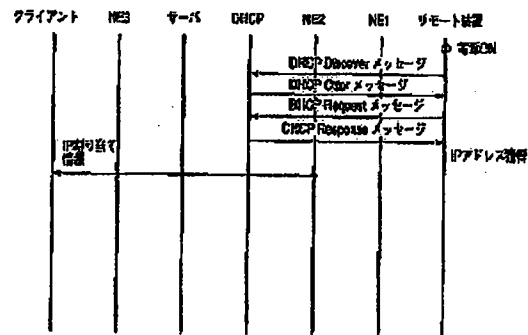 クライアント NE3 サーバ DHCP NE2 NE1 リモート装置
電源ON
DHCP Discover メッセージ
DHCP Offer メッセージ
DHCP Request メッセージ
DHCP Response メッセージ
IP割り当て
情報
IPアドレス獲得